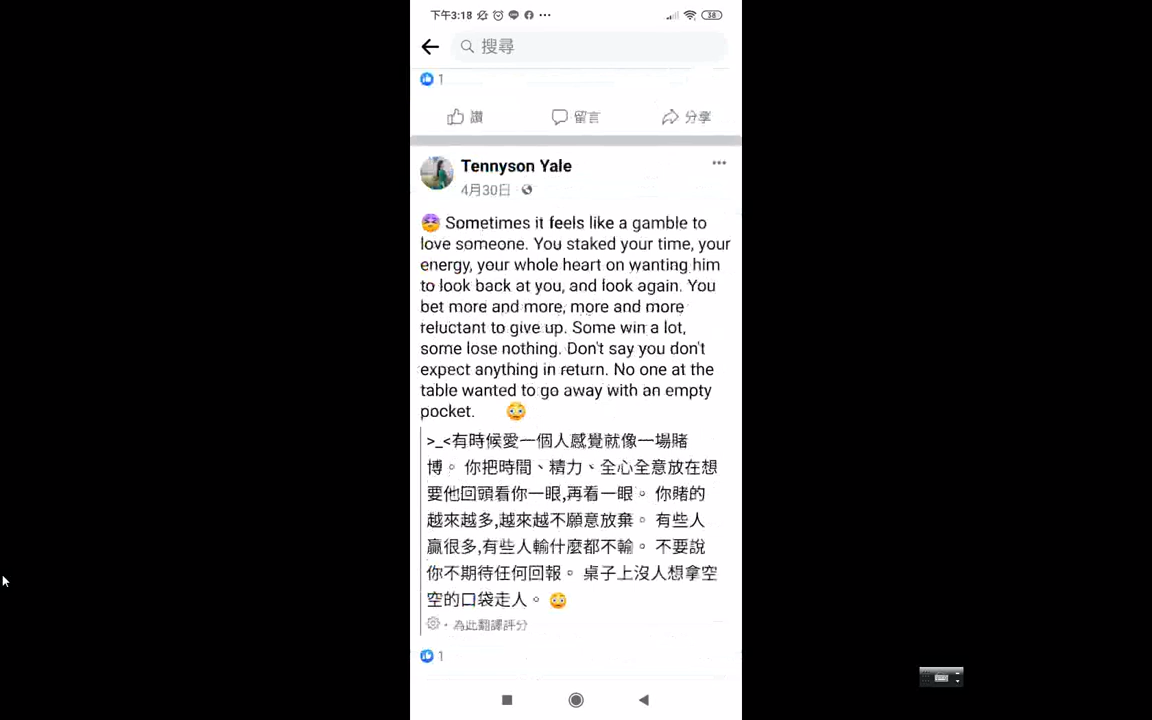 下午3:18
38
搜尋
1
讚 留言 分享
Tennyson Yale
4月30日
Sometimes it feels like a gamble to
love someone. You staked your time, your
energy, your whole heart on wanting him
to look back at you, and look again. You
bet more and more, more and more
reluctant to give up. Some win a lot,
some lose nothing. Don't say you don't
expect anything in return. No one at the
table wanted to go away with an empty
pocket.
>_<有時候愛一個人感覺就像一場賭
博。 你把時間、精力、全心全意放在想
要他回頭看你一眼,再看一眼。 你賭的
越來越多,越來越不願意放棄。 有些人
贏很多,有些人輸什麼都不輸。 不要說
你不期待任何回報。 桌子上沒人想拿空
空的口袋走人。
為此翻譯評分
1